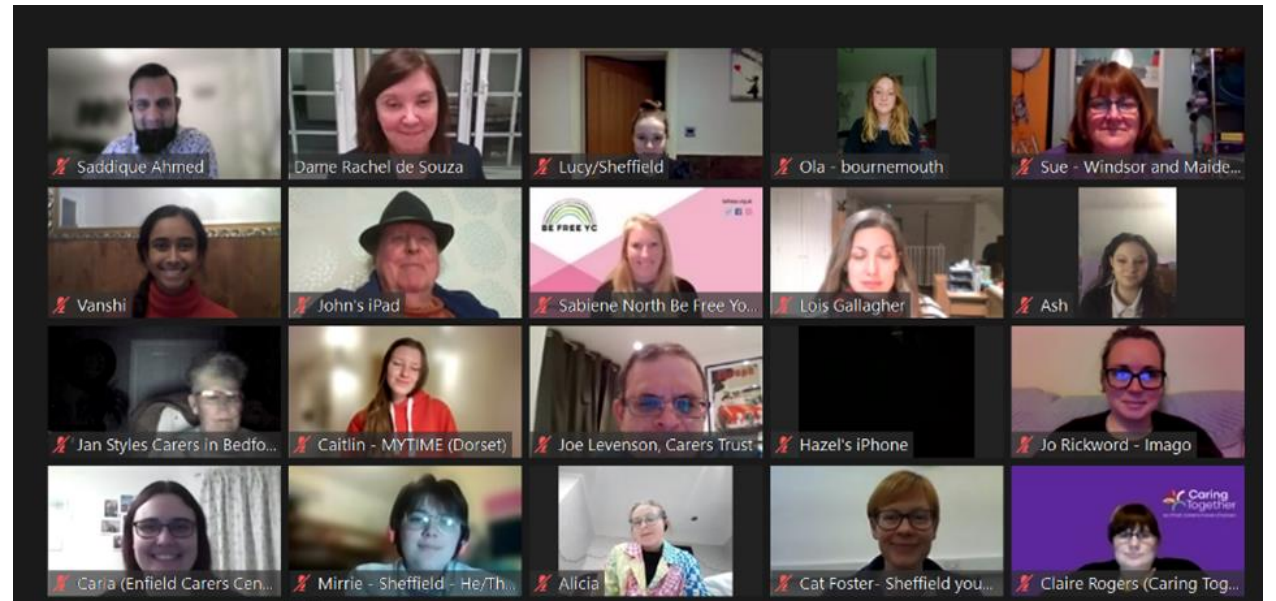 Saddique Ahmed
Dame Rachel de Souza
Lucy/Sheffield
Ola - bournemouth
Sue - Windsor and Maide...
BE FREE YC
Vanshi
John's iPad
Sabiene North Be Free Yo...
Lois Gallagher
Ash
Jan Styles Carers in Bedfo...
Caitlin - MYTIME (Dorset)
Joe Levenson, Carers Trust
Hazel's iPhone
Jo Rickword - Imago
Caring
Together
Carla (Enfield Carers Cen...
Mirrie - Sheffield - He/Th...
Alicia
Cat Foster- Sheffield you...
Claire Rogers (Caring Tog...